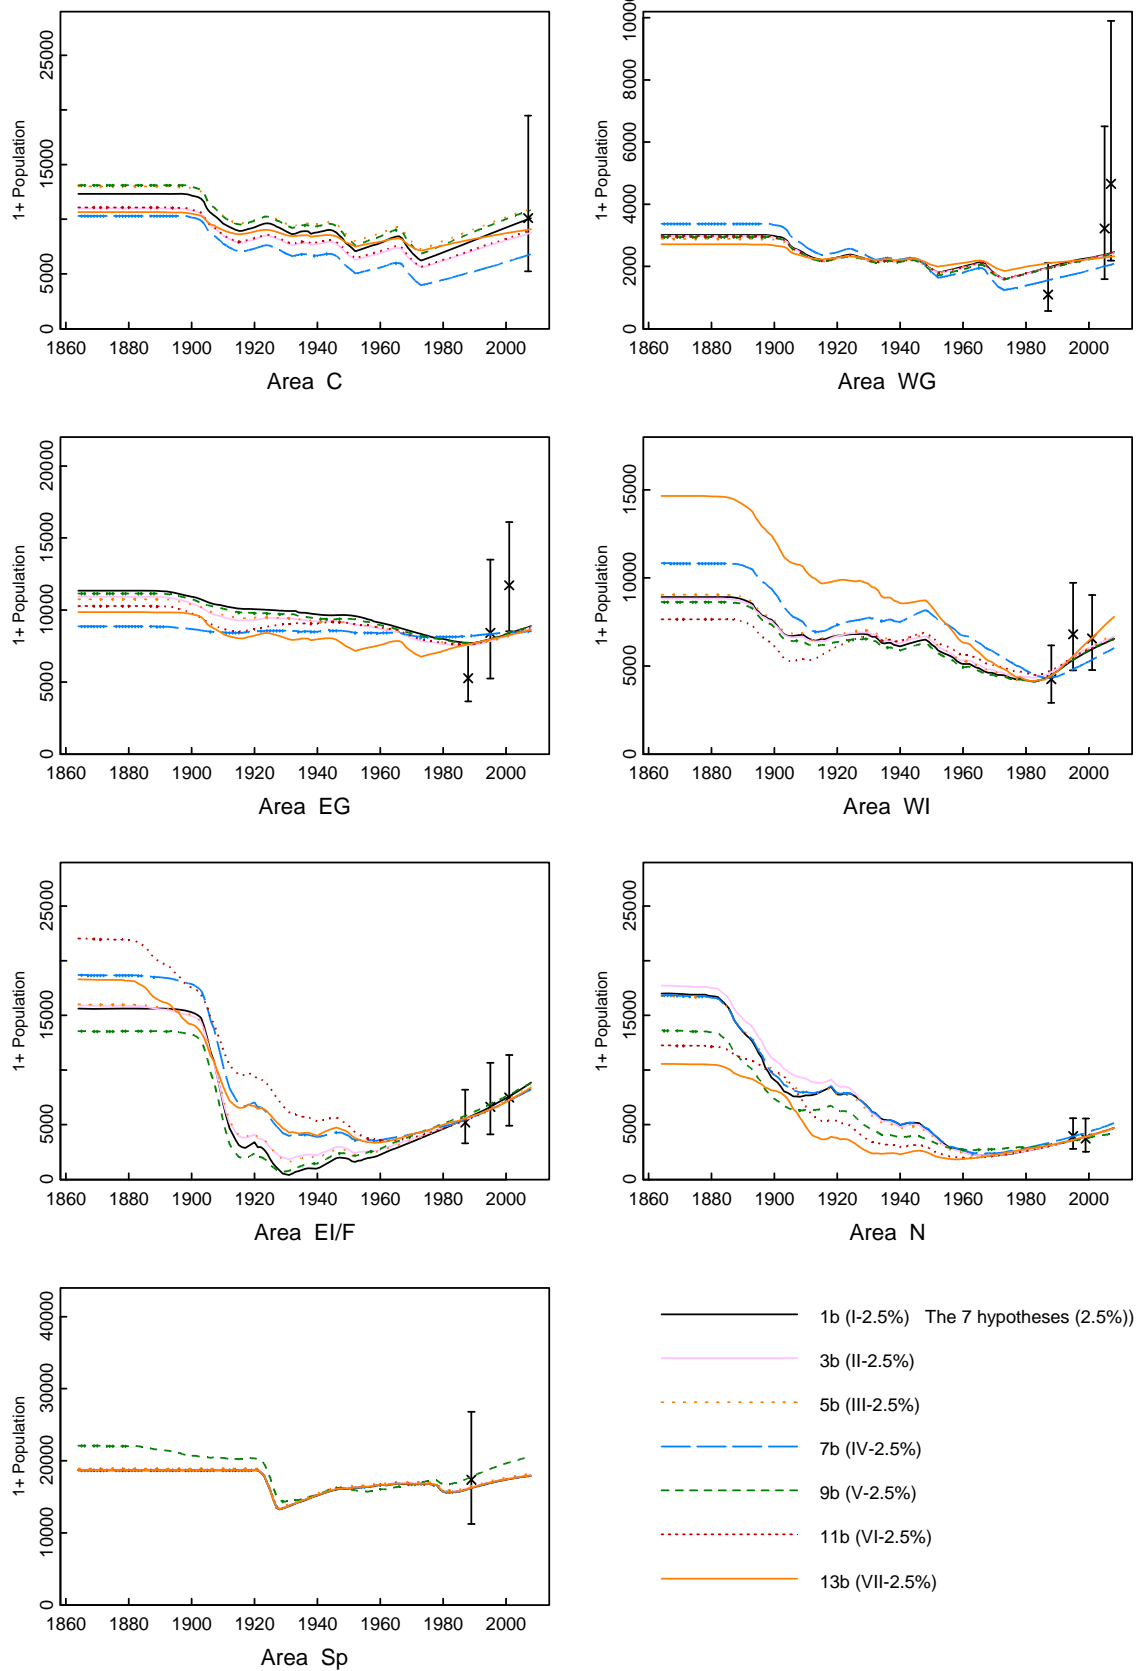 1+ Population
0 5000 15000 25000
1860 1880 1900 1920 1940 1960 1980 2000
Area C
1+ Population
0 2000 4000 6000 8000 10000
1860 1880 1900 1920 1940 1960 1980 2000
Area WG
1+ Population
0 5000 10000 15000 20000
1860 1880 1900 1920 1940 1960 1980 2000
Area EG
1+ Population
0 5000 10000 15000
1860 1880 1900 1920 1940 1960 1980 2000
Area WI
1+ Population
0 5000 15000 25000
1860 1880 1900 1920 1940 1960 1980 2000
Area EI/F
1+ Population
0 5000 15000 25000
1860 1880 1900 1920 1940 1960 1980 2000
Area N
1+ Population
0 10000 20000 30000 40000
1860 1880 1900 1920 1940 1960 1980 2000
Area Sp
1b (I-2.5%) The 7 hypotheses (2.5%))
3b (II-2.5%)
5b (III-2.5%)
7b (IV-2.5%)
9b (V-2.5%)
11b (VI-2.5%)
13b (VII-2.5%)